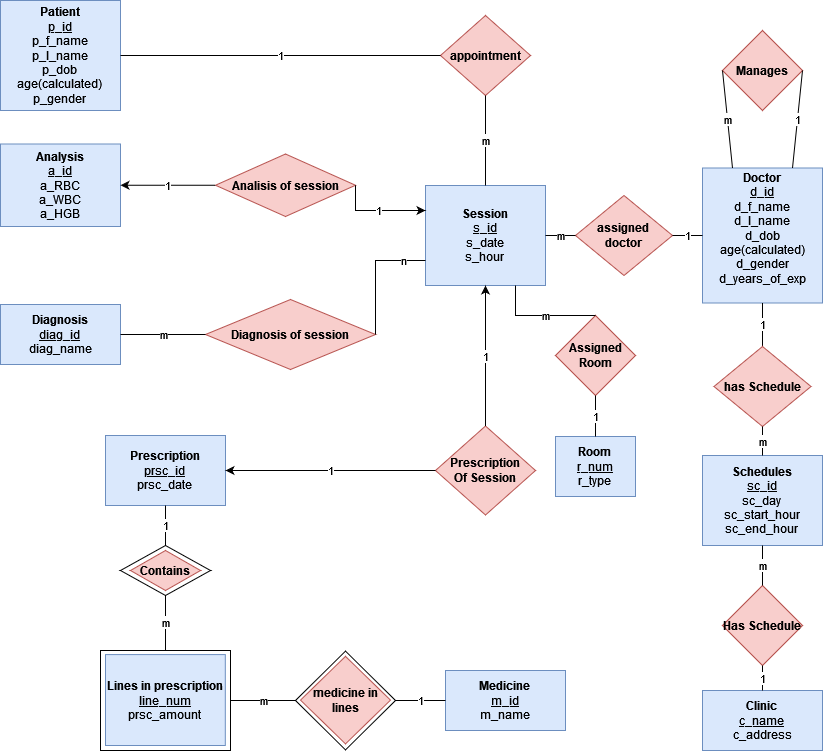 Patient
p_id
p_f_name
p_l_name
p_dob
age(calculated)
p_gender
1
appointment
m
Manages
m
1
Analysis
a_id
a_RBC
a_WBC
a_HGB
1
Analisis of session
1
Session
s_id
s_date
s_hour
m
assigned
doctor
1
Doctor
d_id
d_f_name
d_l_name
d_dob
age(calculated)
d_gender
d_years_of_exp
n
Diagnosis
diag_id
diag_name
m
Diagnosis of session
m
Assigned
Room
1
1
1
has Schedule
m
Prescription
prsc_id
prsc_date
1
Prescription
Of Session
Room
r_num
r_type
Schedules
sc_id
sc_day
sc_start_hour
sc_end_hour
1
Contains
m
m
Has Schedule
1
Lines in prescription
line_num
prsc_amount
m
medicine in
lines
1
Medicine
m_id
m_name
Clinic
c_name
c_address